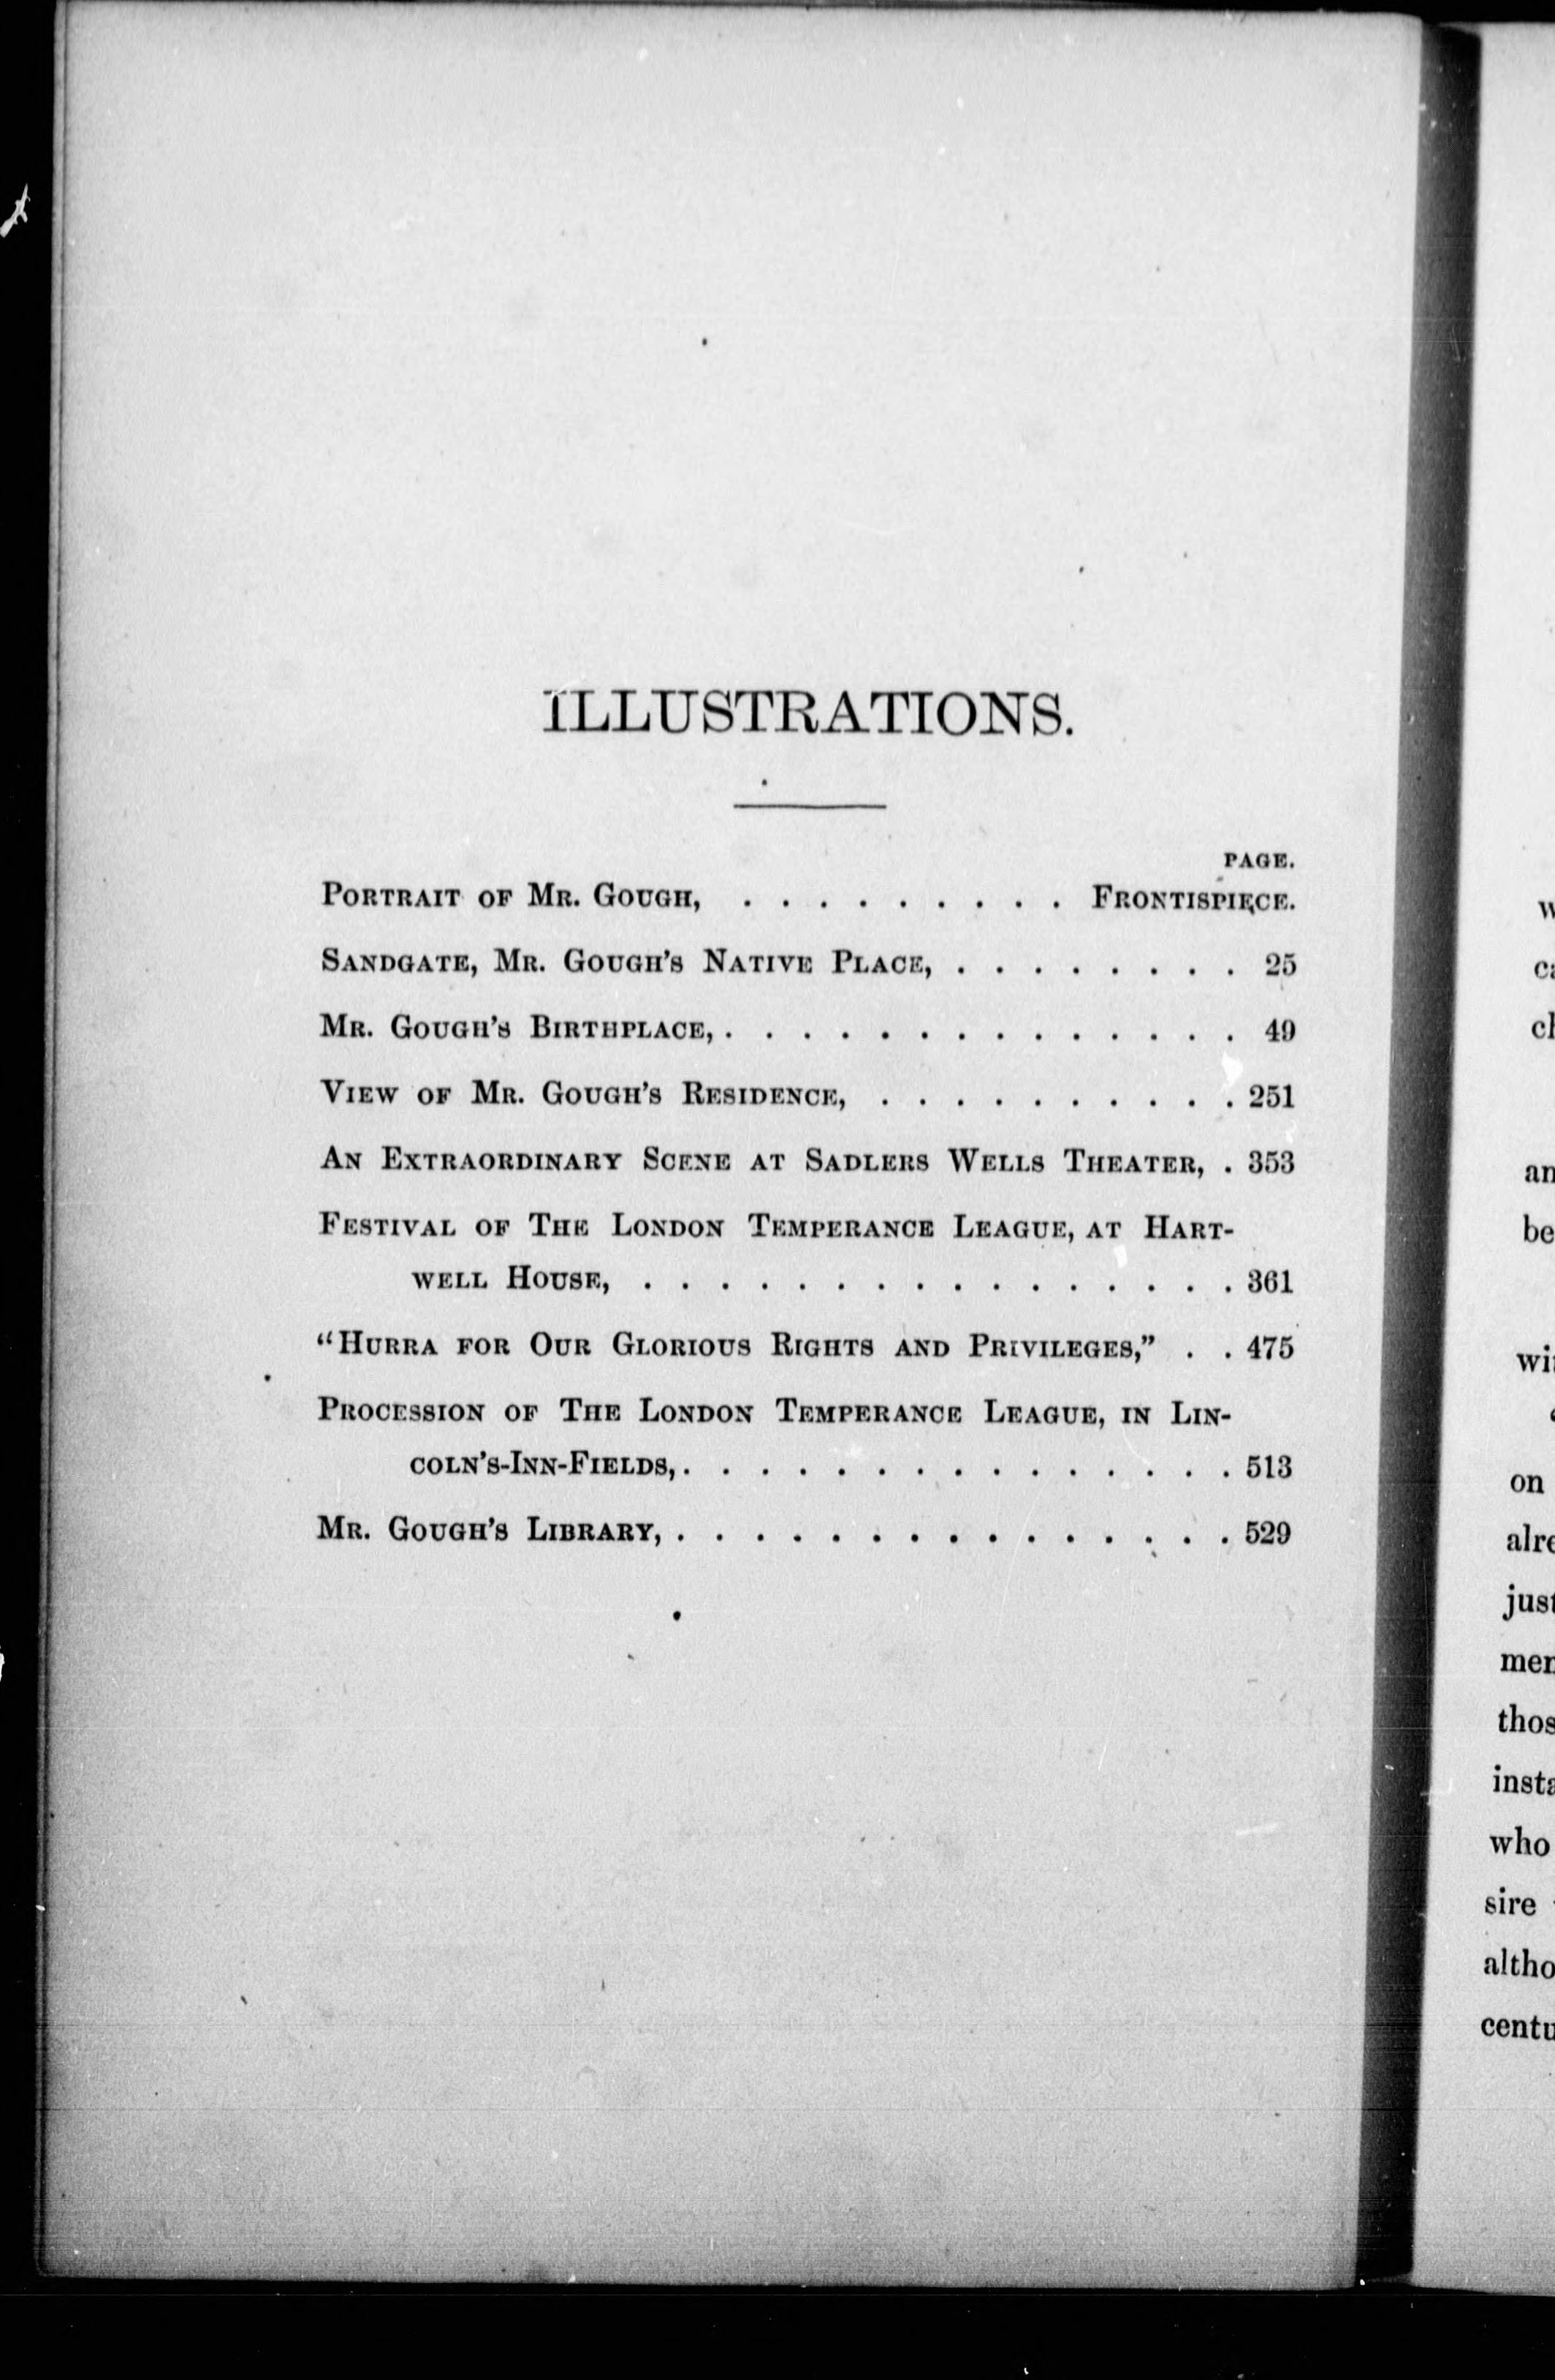 ILLUSTRATIONS.
PAGE.
PORTRAIT OF MR. GOUGH, . . . . . . . . . FRONTISPIECE.
SANDGATE, MR. GOUGH'S NATIVE PLACE, . . . . . . . . 25
MR. GOUGH'S BIRTHPLACE, . . . . . . . . . . . . . . 49
VIEW OF MR. GOUGH'S RESIDENCE, . . . . . . . . . . 251
AN EXTRAORDINARY SCENE AT SADLERS WELLS THEATER, . 353
FESTIVAL OF THE LONDON TEMPERANCE LEAGUE, AT HART-
WELL HOUSE, . . . . . . . . . . . . . . . . 361
"HURRA FOR OUR GLORIOUS RIGHTS AND PRIVILEGES," . . 475
PROCESSION OF THE LONDON TEMPERANCE LEAGUE, IN LIN-
COLN'S-INN-FIELDS, . . . . . . . . . . . . . . . 513
MR. GOUGH'S LIBRARY, . . . . . . . . . . . . . . . 529
an
be
on
who
sire